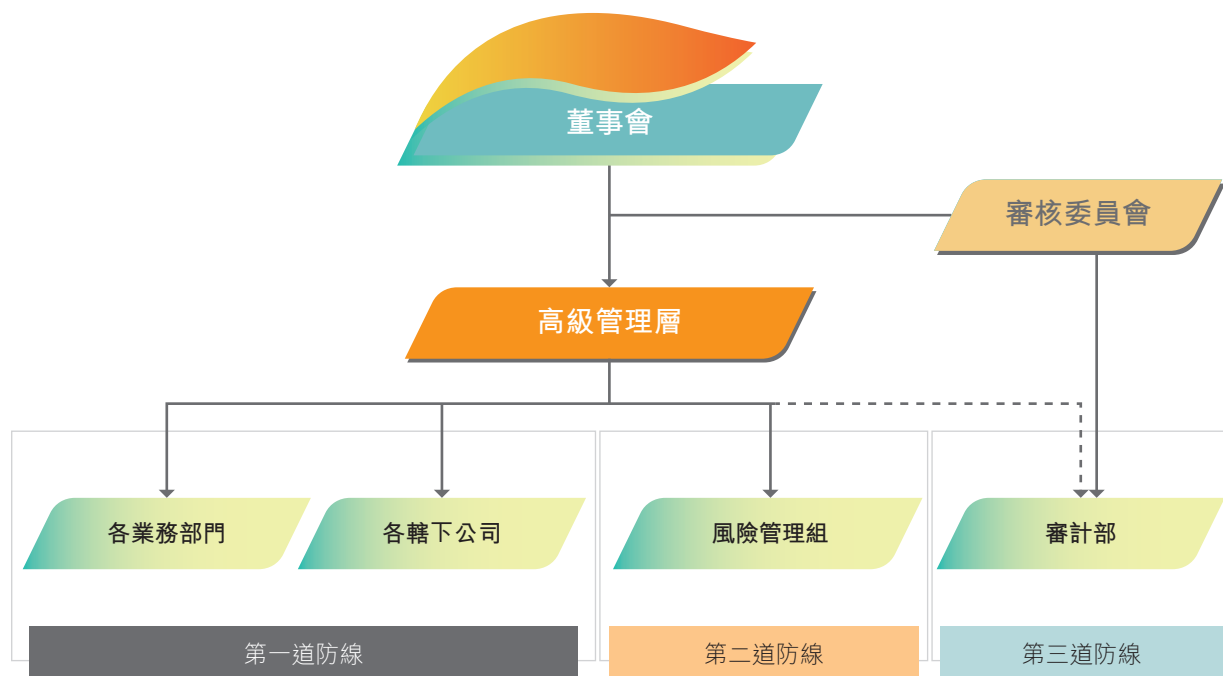 董事會
審核委員會
高級管理層
各業務部門
各轄下公司
風險管理組
審計部
第一道防線
第二道防線
第三道防線